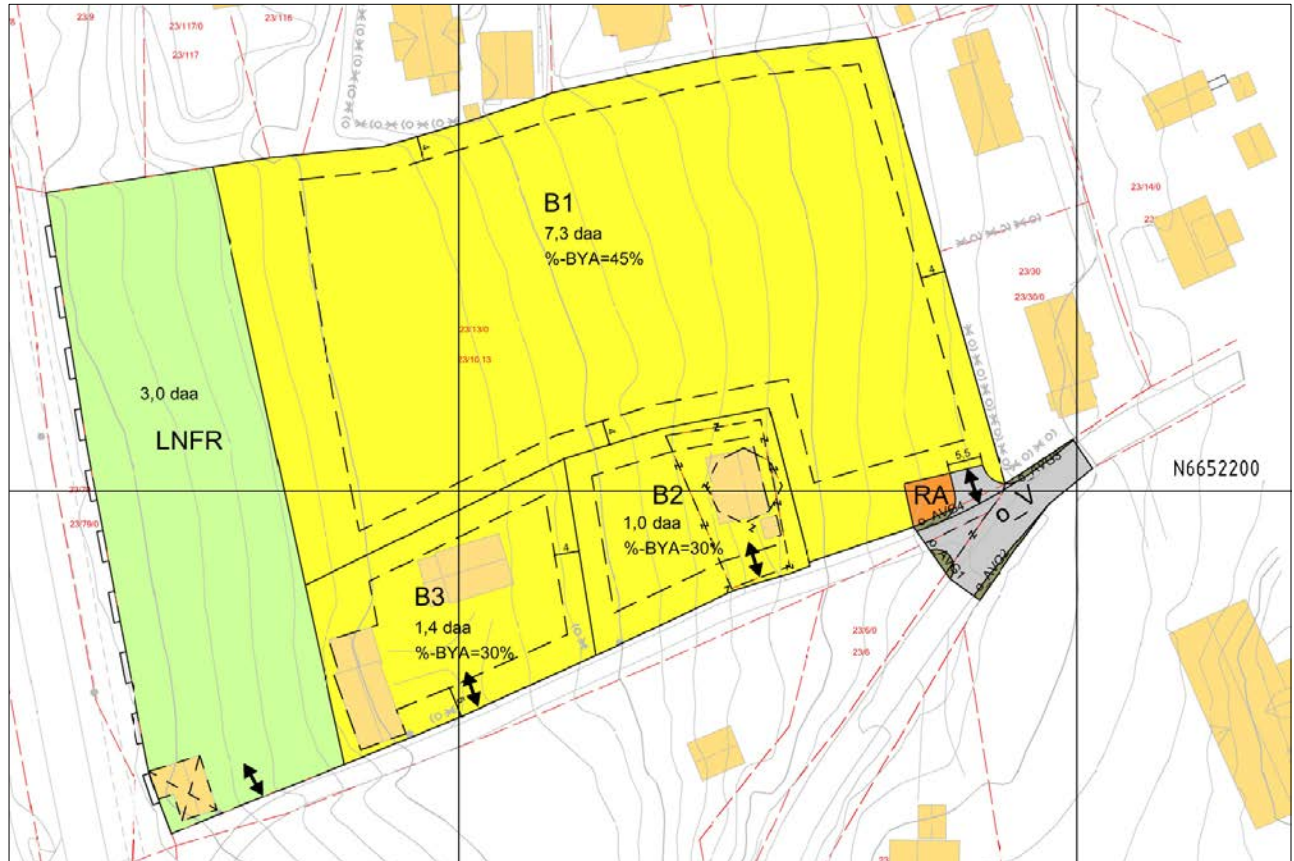 23/9
23/116
23/117/0
23/117
4
B1
7,3 daa
%-BYA=45%
23/14/0
4
23/30
23/30/0
23/13/0
23/10,13
3,0 daa
LNFR
4
5,5
N6652200
B2
1,0 daa
%-BYA=30%
RA
o V
4
B3
1,4 daa
%-BYA=30%
23/6/0
23/6